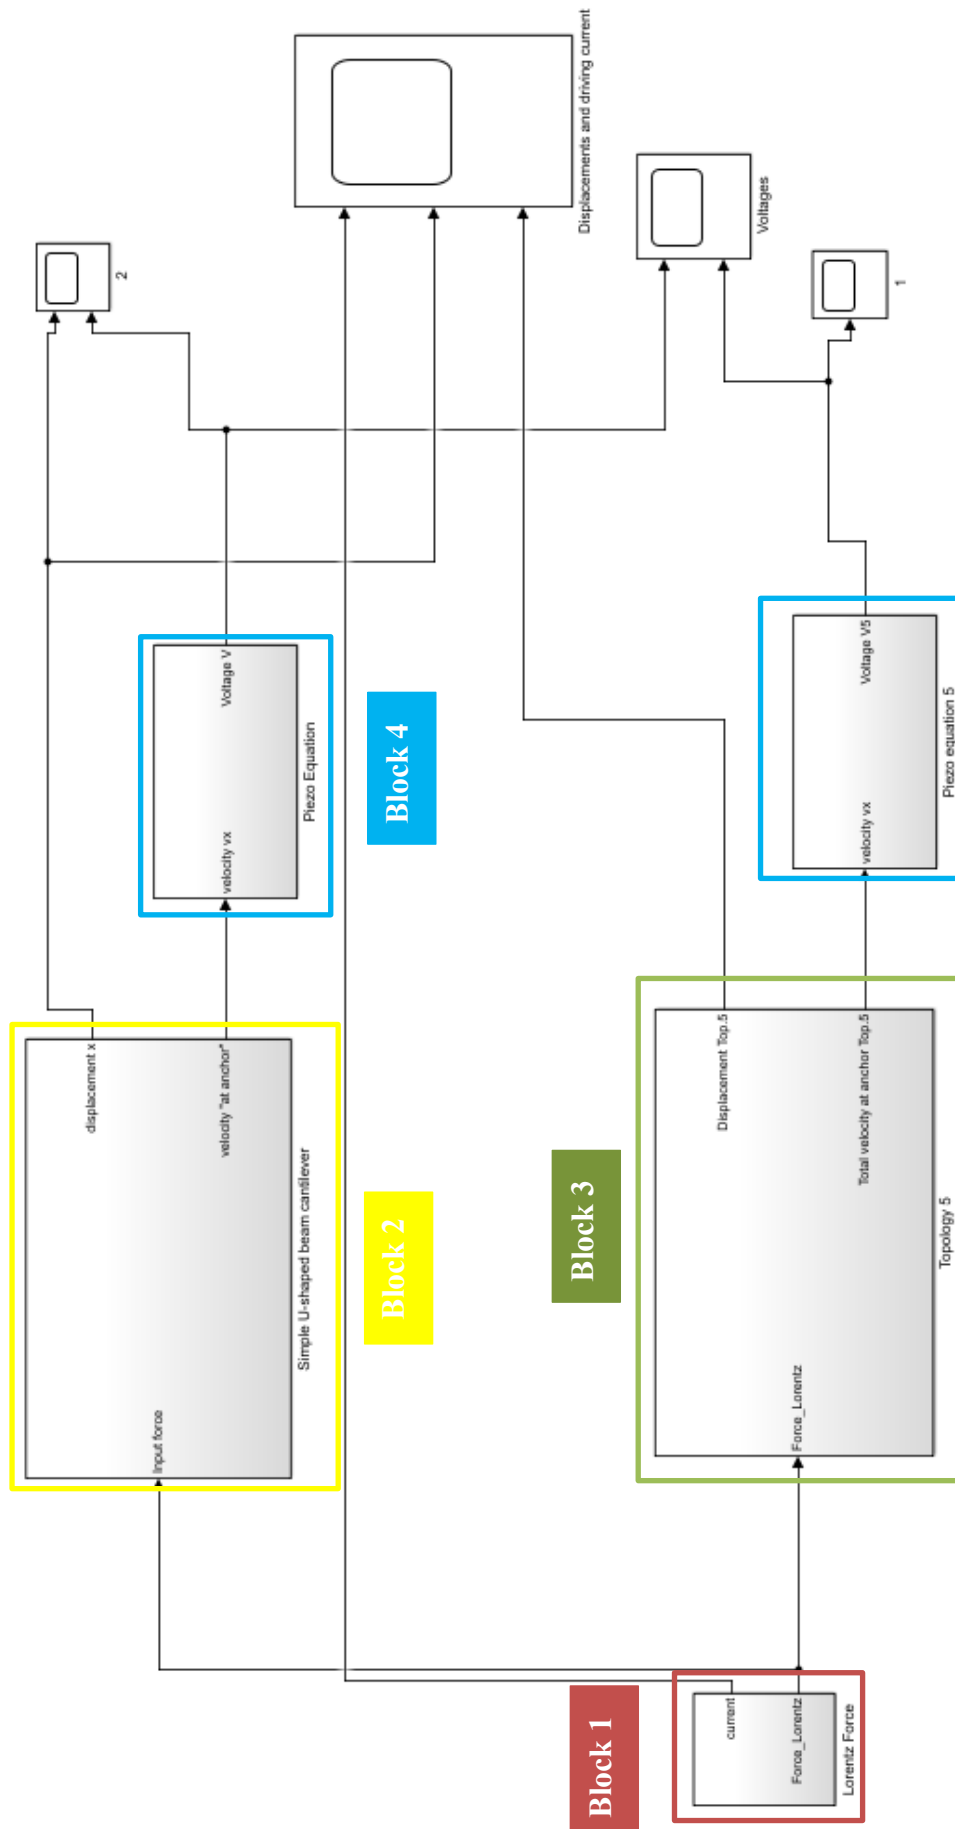 2
Displacements and driving current
Voltages
1
Voltage V
velocity vx
Piezo Equation
Block 4
Voltage V5
velocity vx
Piezo equation 5
displacement x
velocity "at anchor"
Input force
Simple U-shaped beam cantilever
Block 2
Block 3
Displacement Top.5
Total velocity at anchor Top.5
Force_Lorentz
Topology 5
Block 1
current
Force_Lorentz
Lorentz Force